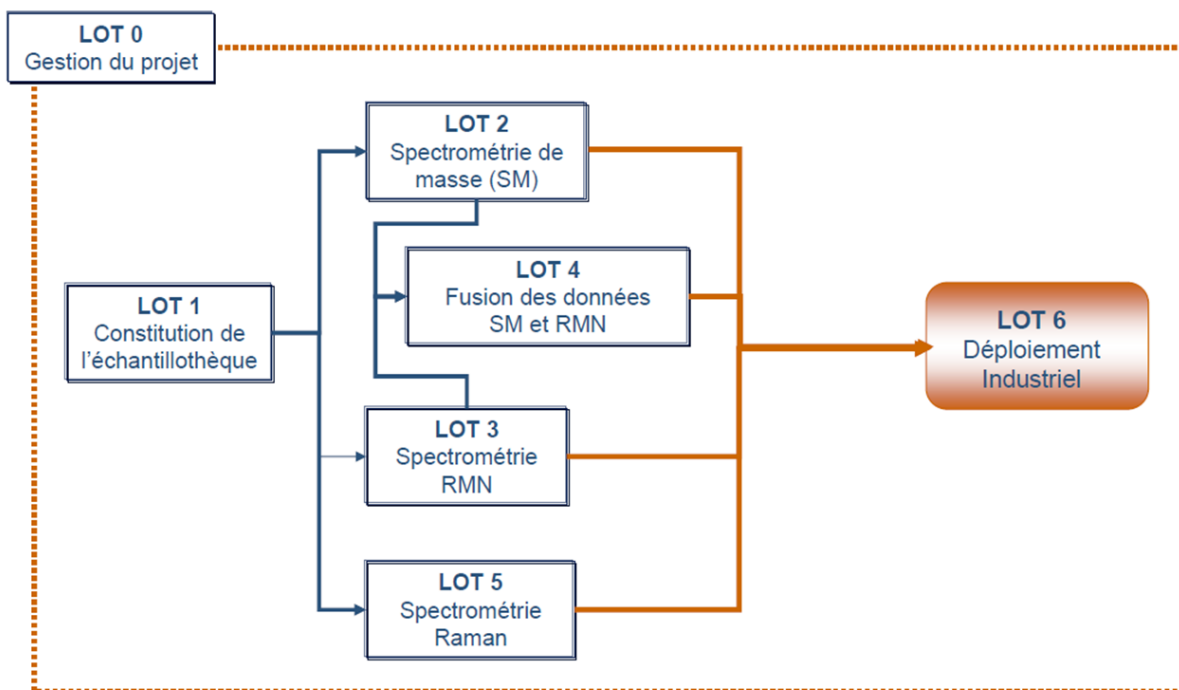 LOT 0
Gestion du projet
LOT 2
Spectrométrie de
masse (SM)
LOT 4
Fusion des données
SM et RMN
LOT 1
Constitution de
l'échantillothèque
LOT 6
Déploiement
Industriel
LOT 3
Spectrométrie
RMN
LOT 5
Spectrométrie
Raman